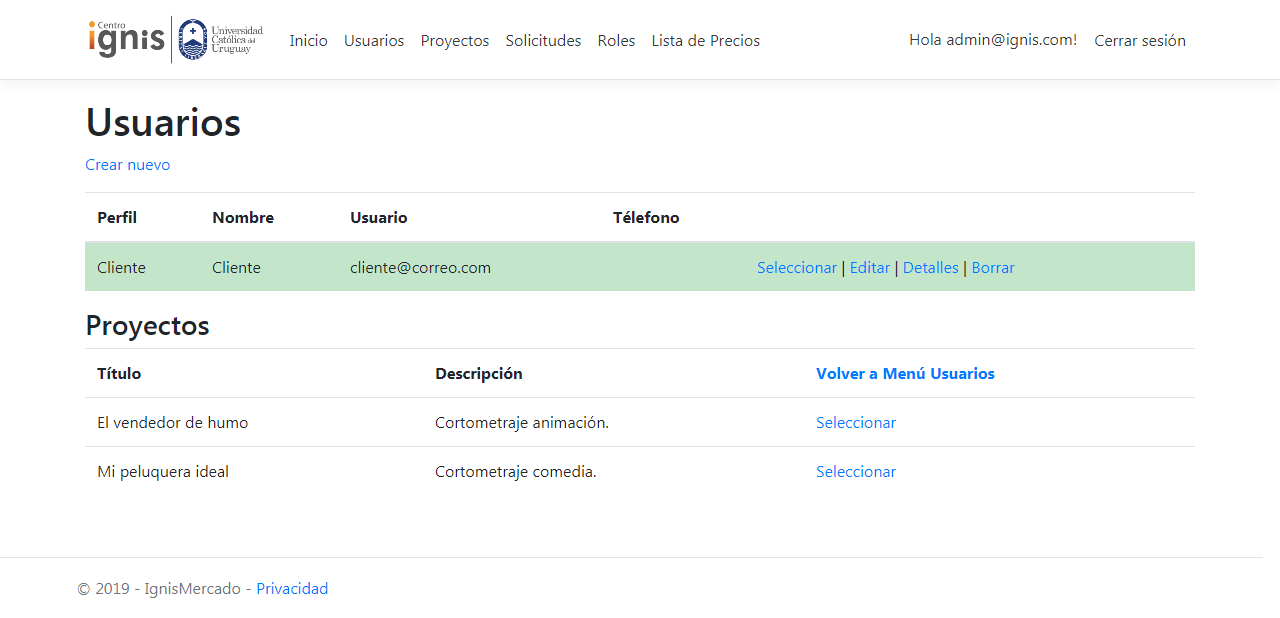 Centro
ignis
Universidad
Católica del
Uruguay
Inicio Usuarios Proyectos Solicitudes Roles Lista de Precios Hola admin@ignis.com! Cerrar sesión
Usuarios
Crear nuevo
Perfil Nombre Usuario Télefono
Cliente Cliente cliente@correo.com Seleccionar | Editar | Detalles | Borrar
Proyectos
Título Descripción Volver a Menú Usuarios
El vendedor de humo Cortometraje animación. Seleccionar
Mi peluquera ideal Cortometraje comedia. Seleccionar
© 2019 - IgnisMercado - Privacidad